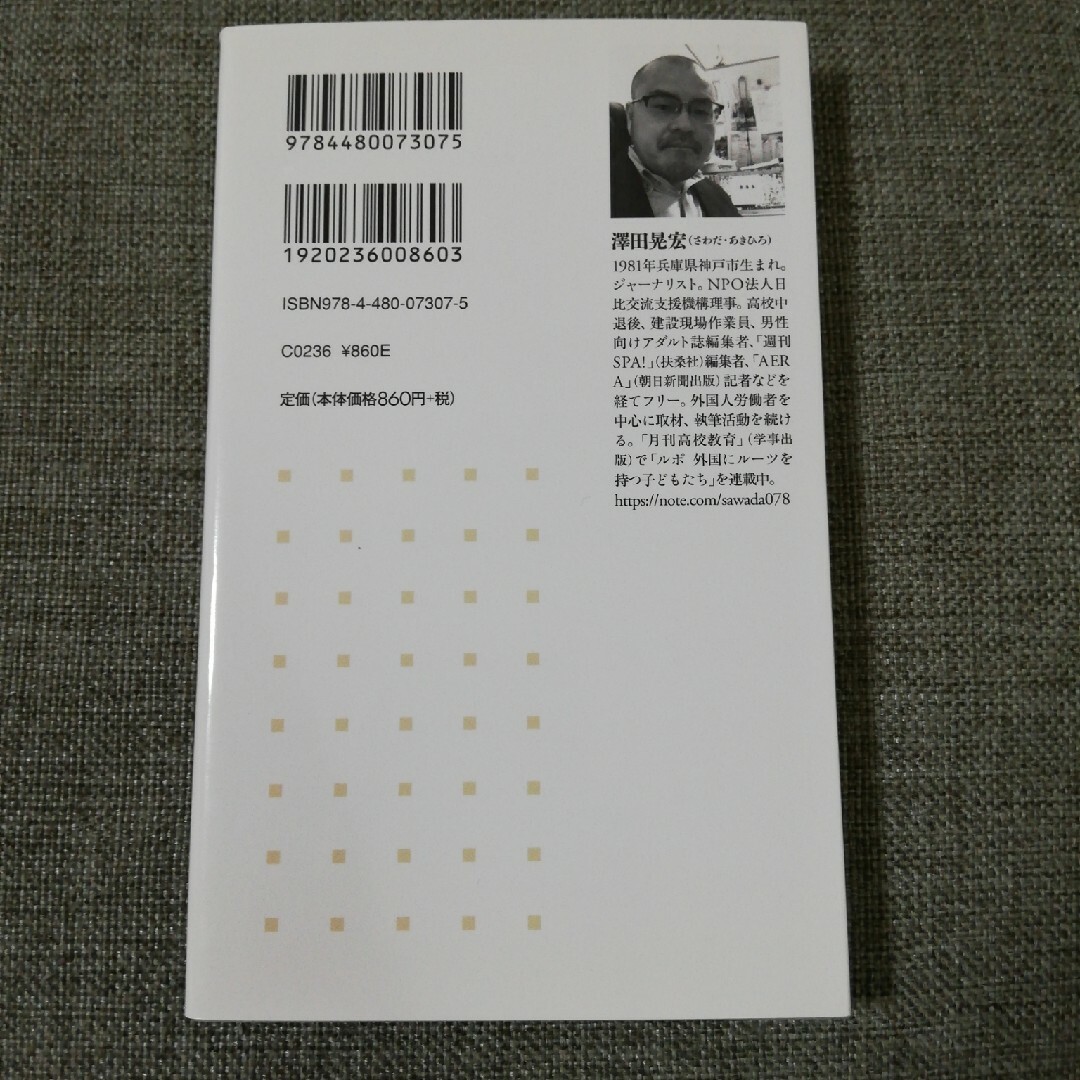 9784480073075
1920236008603
ISBN978-4-480-07307-5
C0236 ¥860E
定価(本体価格860円+税)
澤田晃宏(さわだ・あきひろ)
1981年兵庫県神戸市生まれ。
ジャーナリスト。NPO法人日
比交流支援機構理事。高校中
退後、建設現場作業員、男性
向けアダルト誌編集者、「週刊
SPA!」(扶桑社)編集者、「AER
A」(朝日新聞出版)記者などを
経てフリー。外国人労働者を
中心に取材、執筆活動を続け
る。「月刊高校教育」(学事出
版)で「ルポ 外国にルーツを
持つ子どもたち」を連載中。
https://note.com/sawada078